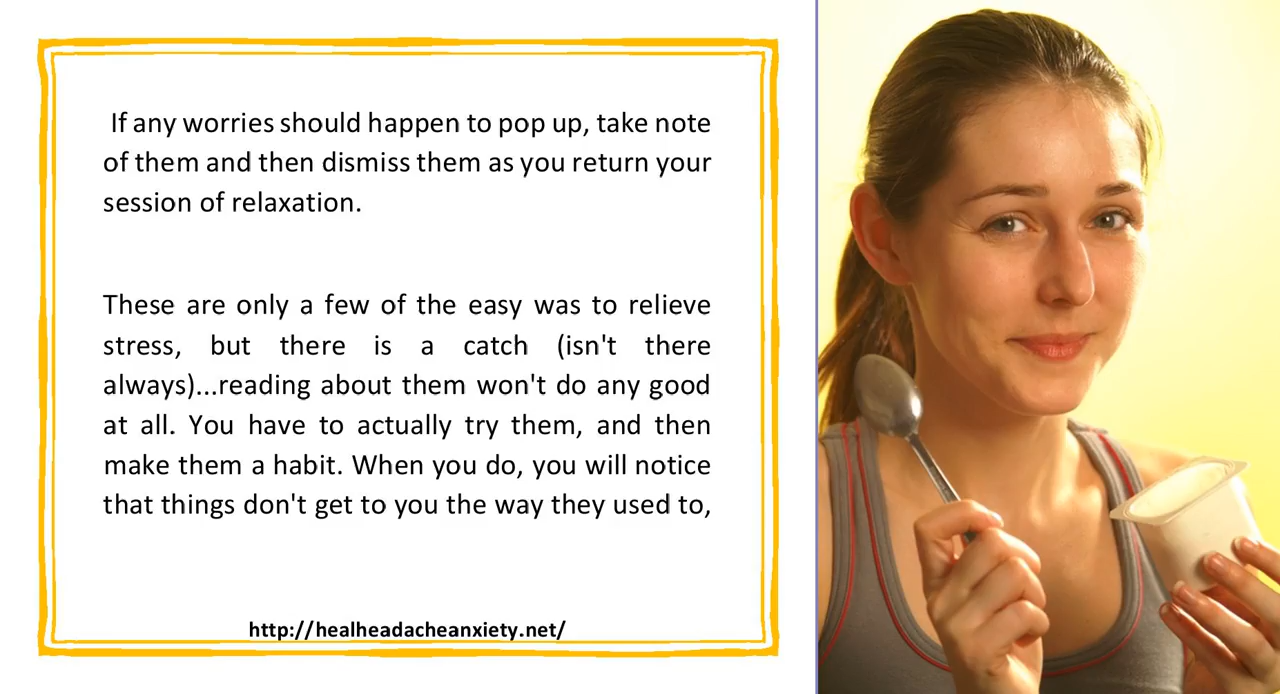 If any worries should happen to pop up, take note
of them and then dismiss them as you return your
session of relaxation.
These are only a few of the easy was to relieve
stress, but there is a catch (isn't there
always)...reading about them won't do any good
at all. You have to actually try them, and then
make them a habit. When you do, you will notice
that things don't get to you the way they used to,
http://healheadacheanxiety.net/